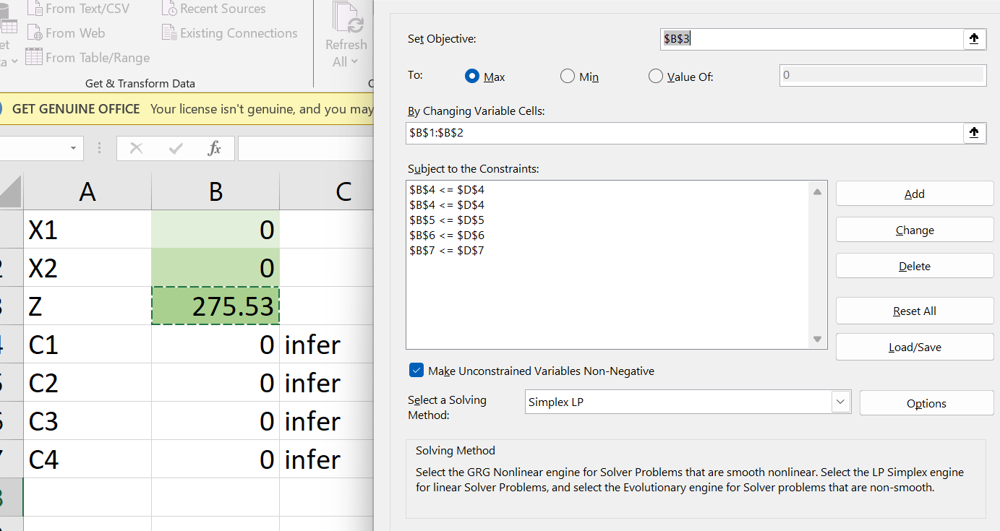 From Text/CSV
Recent Sources
From Web
Existing Connections
From Table/Range
Refresh
All
Get & Transform Data
GET GENUINE OFFICE Your license isn't genuine, and you may
fx
A B C
X1 0
2 X2 0
Z 275.53
C1 0 infer
C2 0 infer
C3 0 infer
C4 0 infer
Set Objective: $B$3
To: Max Min Value Of: 0
By Changing Variable Cells:
$B$1:$B$2
Subject to the Constraints:
$B$4 <= $D$4
$B$4 <= $D$4
$B$5 <= $D$5
$B$6 <= $D$6
$B$7 <= $D$7
Add
Change
Delete
Reset All
Load/Save
Make Unconstrained Variables Non-Negative
Select a Solving
Method:
Simplex LP
Options
Solving Method
Select the GRG Nonlinear engine for Solver Problems that are smooth nonlinear. Select the LP Simplex engine
for linear Solver Problems, and select the Evolutionary engine for Solver problems that are non-smooth.